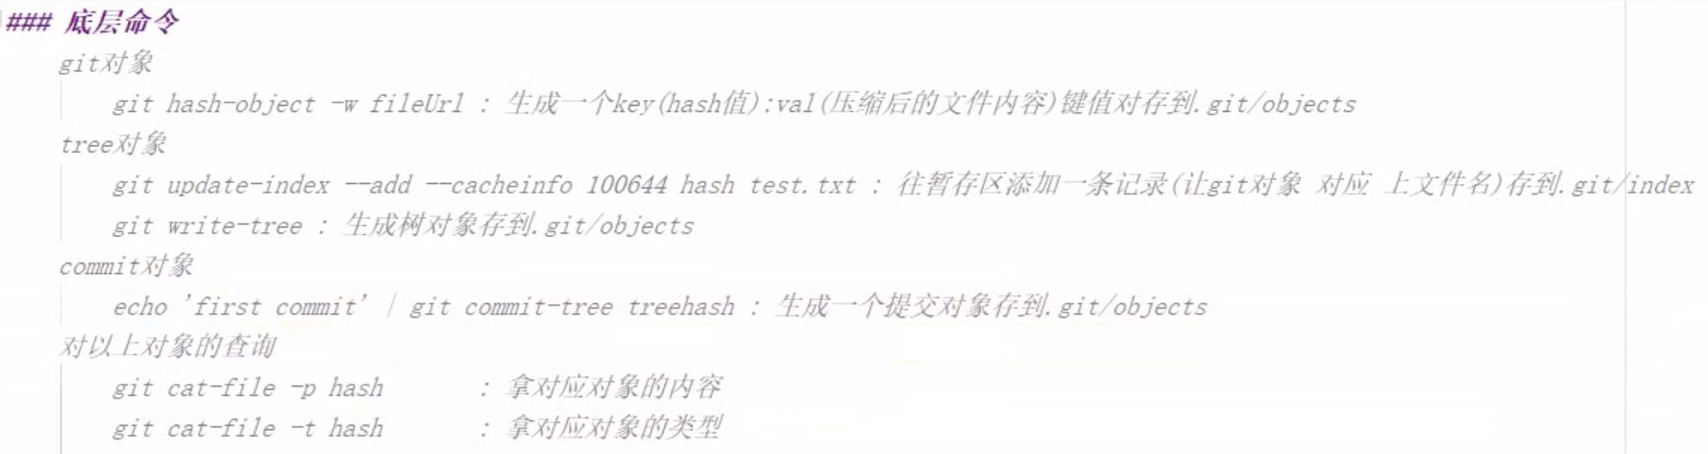 ### 底层命令
git对象
git hash-object -w fileUrl : 生成一个key(hash值):val(压缩后的文件内容)键值对存到.git/objects
tree对象
git update-index --add --cacheinfo 100644 hash test.txt : 往暂存区添加一条记录(让git对象 对应 上文件名)存到.git/index
git write-tree : 生成树对象存到.git/objects
commit对象
echo 'first commit' | git commit-tree treehash : 生成一个提交对象存到.git/objects
对以上对象的查询
git cat-file -p hash : 拿对应对象的内容
git cat-file -t hash : 拿对应对象的类型